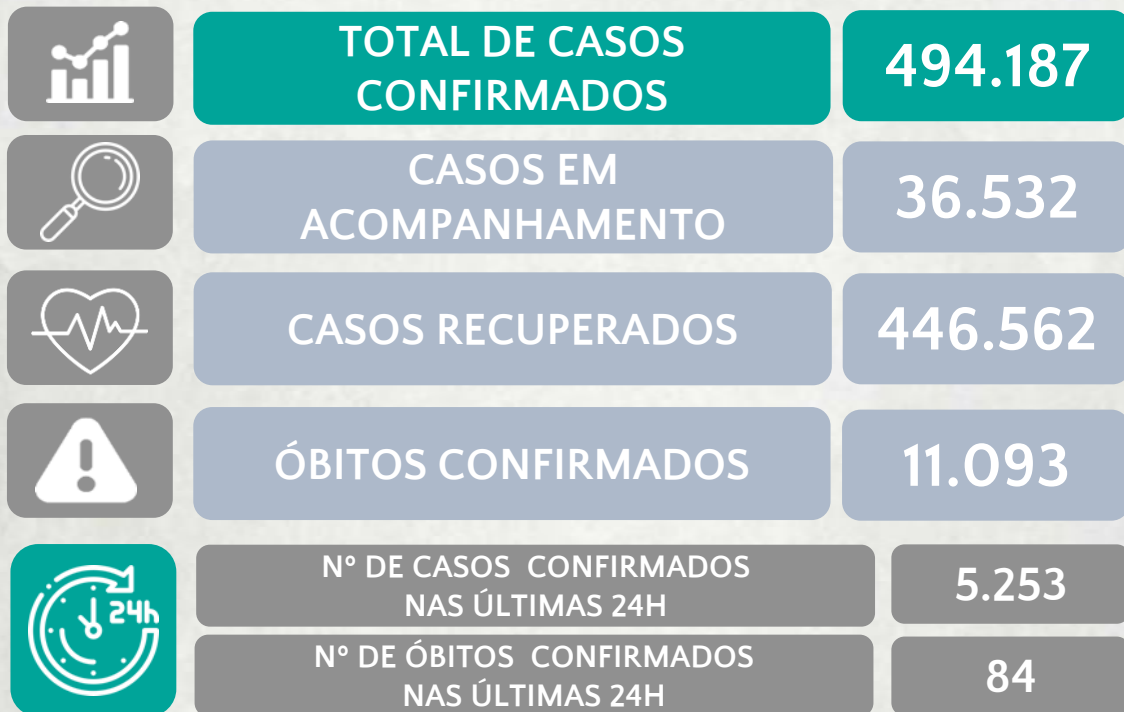 TOTAL DE CASOS
CONFIRMADOS
494.187
CASOS EM
ACOMPANHAMENTO
36.532
CASOS RECUPERADOS
446.562
ÓBITOS CONFIRMADOS
11.093
24h
Nº DE CASOS CONFIRMADOS
NAS ÚLTIMAS 24H
5.253
Nº DE ÓBITOS CONFIRMADOS
NAS ÚLTIMAS 24H
84